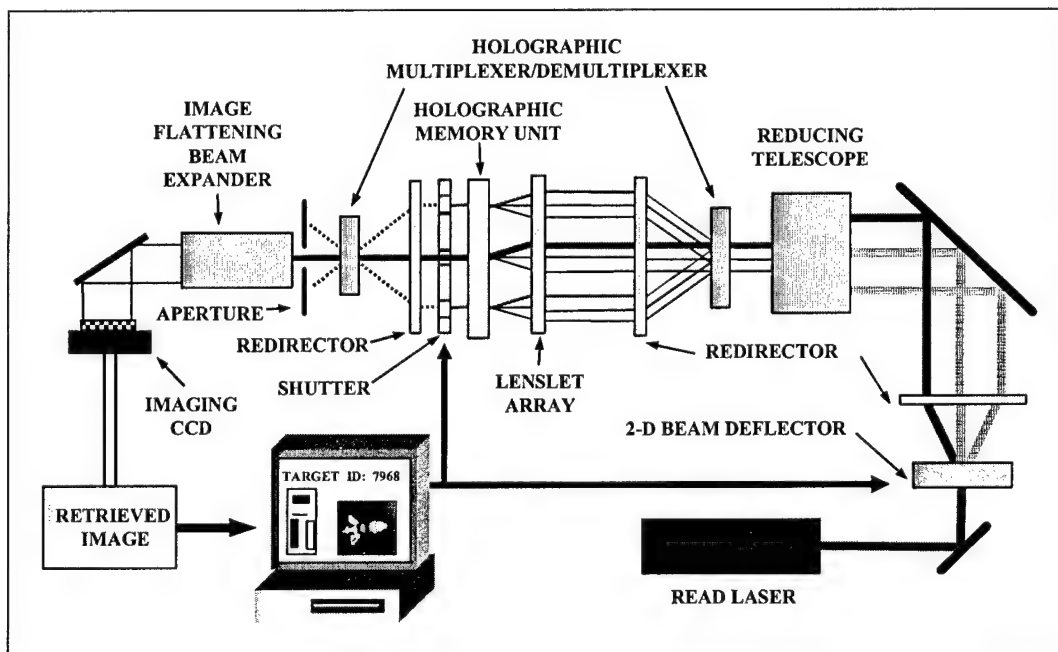 HOLOGRAPHIC
MULTIPLEXER/DEMULTIPLEXER
IMAGE
FLATTENING
BEAM
EXPANDER
HOLOGRAPHIC
MEMORY UNIT
REDUCING
TELESCOPE
APERTURE
REDIRECTOR
SHUTTER
LENSLET
ARRAY
REDIRECTOR
IMAGING
CCD
2-D BEAM DEFLECTOR
TARGET ID: 7968
RETRIEVED
IMAGE
READ LASER